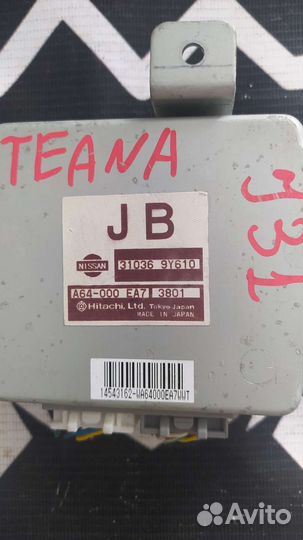 TEANA
J31
JB
NISSAN
31036 9Y610
A64-000 EA7 3801
Hitachi, Ltd. Tokyo Japan
MADE IN JAPAN
14543162-WA64000EA7WWT
Avito